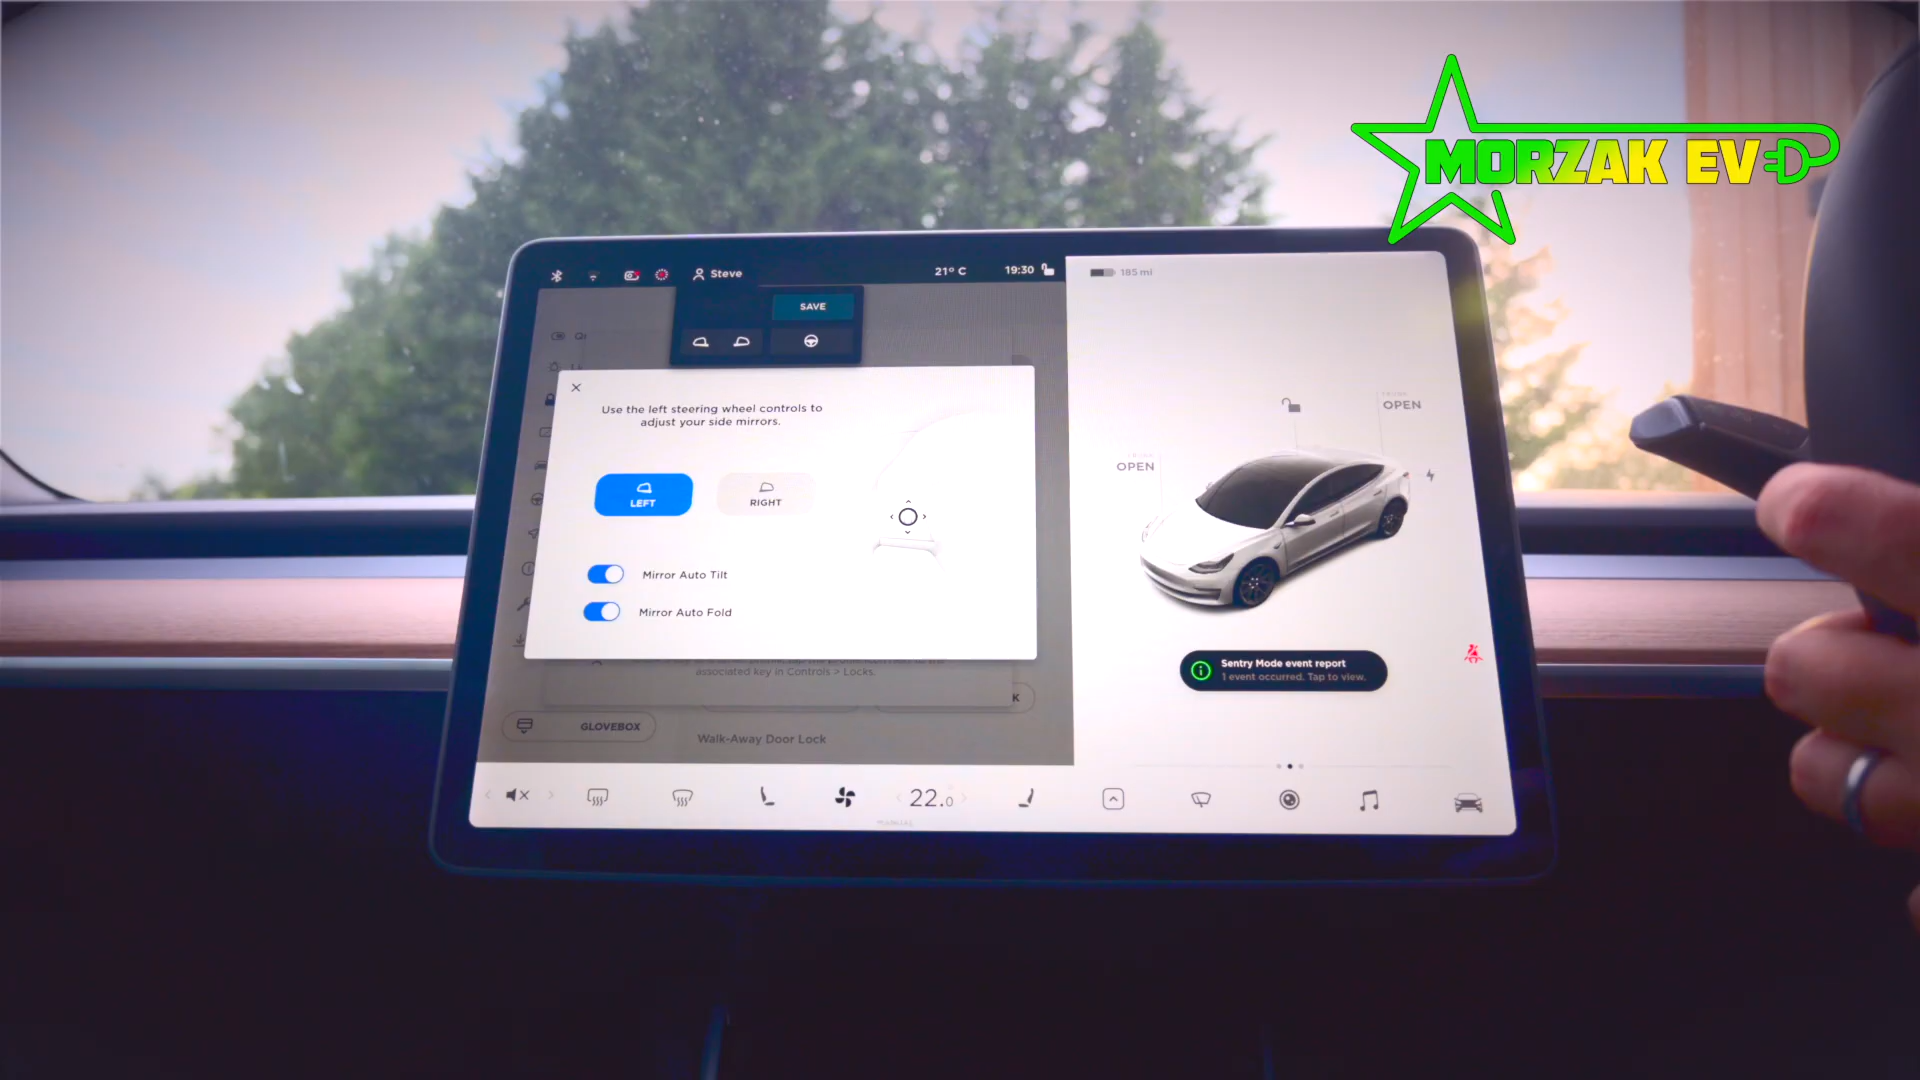 MORZAK EV
Steve
21° C
19:30
185 mi
SAVE
Use the left steering wheel controls to
adjust your side mirrors.
LEFT
RIGHT
Mirror Auto Tilt
Mirror Auto Fold
associated key in Controls > Locks.
K
GLOVEBOX
Walk-Away Door Lock
OPEN
OPEN
Sentry Mode event report
1 event occurred. Tap to view.
22.0